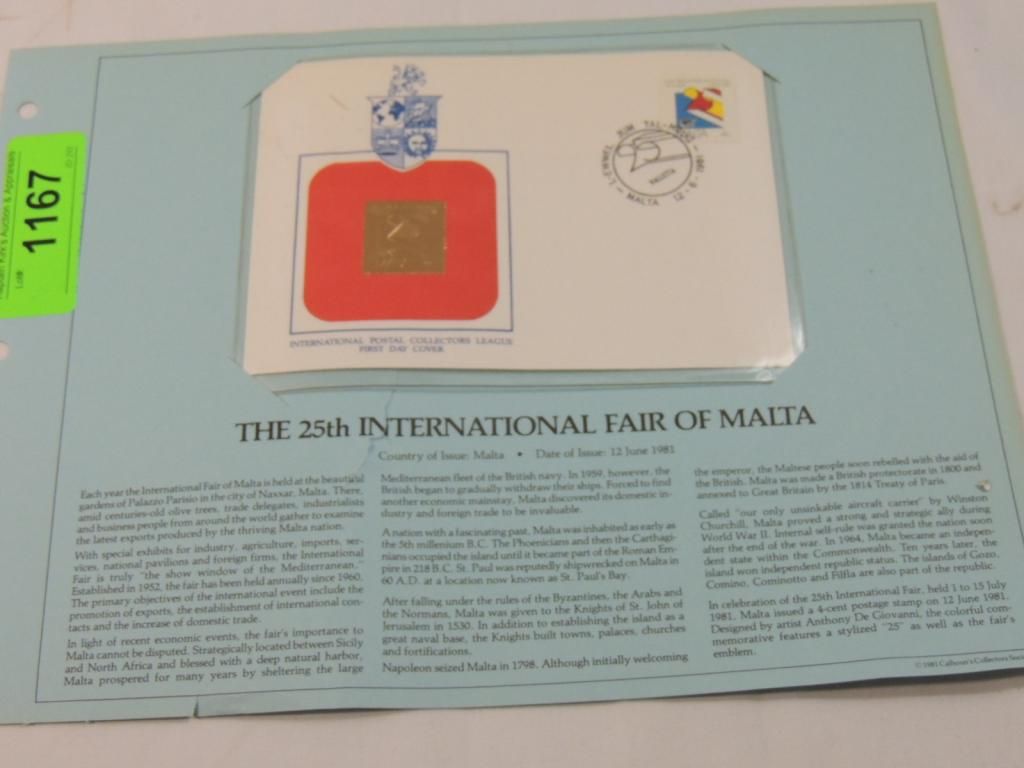 Lot#:
1167
JUM TAL-HRUG
L-EWWEL
VALLETTA
MALTA 12-6-1981
INTERNATIONAL POSTAL COLLECTORS LEAGUE
FIRST DAY COVER
THE 25th INTERNATIONAL FAIR OF MALTA
Country of Issue: Malta • Date of Issue: 12 June 1981
Each year the International Fair of Malta is held at the beautiful
gardens of Palazzo Parisio in the city of Naxxar, Malta. There,
amid centuries-old olive trees, trade delegates, industrialists
and business people from around the world gather to examine
the latest exports produced by the thriving Malta nation.
With special exhibits for industry, agriculture, imports, ser-
vices, national pavilions and foreign firms, the International
Fair is truly "the show window of the Mediterranean."
Established in 1952, the fair has been held annually since 1960.
The primary objectives of the international event include the
promotion of exports, the establishment of international con-
tacts and the increase of domestic trade.
In light of recent economic events, the fair's importance to
Malta cannot be disputed. Strategically located between Sicily
and North Africa and blessed with a deep natural harbor,
Malta prospered for many years by sheltering the large
Mediterranean fleet of the British navy. In 1959, however, the
British began to gradually withdraw their ships. Forced to find
another economic mainstay, Malta discovered its domestic in-
dustry and foreign trade to be invaluable.
A nation with a fascinating past, Malta was inhabited as early as
the 5th millenium B.C. The Phoenicians and then the Carthagi-
nians occupied the island until it became part of the Roman Em-
pire in 218 B.C. St. Paul was reputedly shipwrecked on Malta in
60 A.D. at a location now known as St. Paul's Bay.
After falling under the rules of the Byzantines, the Arabs and
the Normans, Malta was given to the Knights of St. John of
Jerusalem in 1530. In addition to establishing the island as a
great naval base, the Knights built towns, palaces, churches
and fortifications.
Napoleon seized Malta in 1798. Although initially welcoming
the emperor, the Maltese people soon rebelled with the aid of
the British. Malta was made a British protectorate in 1800 and
annexed to Great Britain by the 1814 Treaty of Paris.
Called "our only unsinkable aircraft carrier" by Winston
Churchill, Malta proved a strong and strategic ally during
World War II. Internal self-rule was granted the nation soon
after the end of the war. In 1964, Malta became an indepen-
dent state within the Commonwealth. Ten years later, the
island won independent republic status. The islands of Gozo,
Comino, Cominotto and Filfla are also part of the republic.
In celebration of the 25th International Fair, held 1 to 15 July
1981, Malta issued a 4-cent postage stamp on 12 June 1981.
Designed by artist Anthony De Giovanni, the colorful com-
memorative features a stylized "25" as well as the fair's
emblem.
© 1981 Calhoun's Collectors Socie